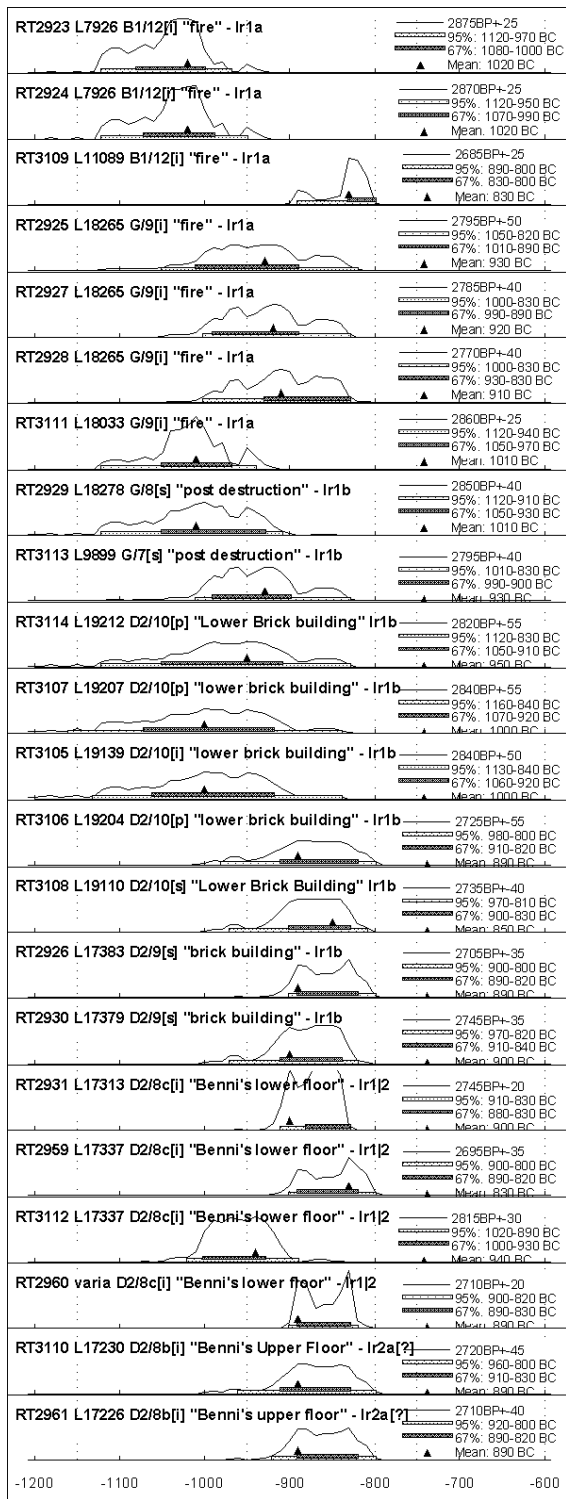 RT2923 L7926 B1/12[i] "fire" - Ir1a
2875BP+-25
95%: 1120-970 BC
67%: 1080-1000 BC
Mean: 1020 BC
RT2924 L7926 B1/12[i] "fire" - Ir1a
2870BP+-25
95%: 1120-950 BC
67%: 1070-990 BC
Mean: 1020 BC
RT3109 L11089 B1/12[i] "fire" - Ir1a
2685BP+-25
95%: 890-800 BC
67%: 830-800 BC
Mean: 830 BC
RT2925 L18265 G/9[i] "fire" - Ir1a
2795BP+-50
95%: 1050-820 BC
67%: 1010-890 BC
Mean: 930 BC
RT2927 L18265 G/9[i] "fire" - Ir1a
2785BP+-40
95%: 1000-830 BC
67%: 990-890 BC
Mean: 920 BC
RT2928 L18265 G/9[i] "fire" - Ir1a
2770BP+-40
95%: 1000-830 BC
67%: 930-830 BC
Mean: 910 BC
RT3111 L18033 G/9[i] "fire" - Ir1a
2860BP+-25
95%: 1120-940 BC
67%: 1050-970 BC
Mean: 1010 BC
RT2929 L18278 G/8[s] "post destruction" - Ir1b
2850BP+-40
95%: 1120-910 BC
67%: 1050-930 BC
Mean: 1010 BC
RT3113 L9899 G/7[s] "post destruction" - Ir1b
2795BP+-40
95%: 1010-830 BC
67%: 990-900 BC
Mean: 930 BC
RT3114 L19212 D2/10[p] "Lower Brick building" Ir1b
2820BP+-55
95%: 1120-830 BC
67%: 1050-910 BC
Mean: 950 BC
RT3107 L19207 D2/10[p] "lower brick building" - Ir1b
2840BP+-55
95%: 1160-840 BC
67%: 1070-920 BC
Mean: 1000 BC
RT3105 L19139 D2/10[i] "lower brick building" - Ir1b
2840BP+-50
95%: 1130-840 BC
67%: 1060-920 BC
Mean: 1000 BC
RT3106 L19204 D2/10[p] "lower brick building" - Ir1b
2725BP+-55
95%: 980-800 BC
67%: 910-820 BC
Mean: 890 BC
RT3108 L19110 D2/10[s] "Lower Brick Building" Ir1b
2735BP+-40
95%: 970-810 BC
67%: 900-830 BC
Mean: 850 BC
RT2926 L17383 D2/9[s] "brick building" - Ir1b
2705BP+-35
95%: 900-800 BC
67%: 890-820 BC
Mean: 890 BC
RT2930 L17379 D2/9[s] "brick building" - Ir1b
2745BP+-35
95%: 970-820 BC
67%: 910-840 BC
Mean: 900 BC
RT2931 L17313 D2/8c[i] "Benni's lower floor" - Ir1|2
2745BP+-20
95%: 910-830 BC
67%: 880-830 BC
Mean: 900 BC
RT2959 L17337 D2/8c[i] "Benni's lower floor" - Ir1|2
2695BP+-35
95%: 900-800 BC
67%: 890-820 BC
Mean: 830 BC
RT3112 L17337 D2/8c[i] "Benni's lower floor" - Ir1|2
2815BP+-30
95%: 1020-890 BC
67%: 1000-930 BC
Mean: 940 BC
RT2960 varia D2/8c[i] "Benni's lower floor" - Ir1|2
2710BP+-20
95%: 900-820 BC
67%: 890-830 BC
Mean: 890 BC
RT3110 L17230 D2/8b[i] "Benni's Upper Floor" - Ir2a[?]
2720BP+-45
95%: 960-800 BC
67%: 910-830 BC
Mean: 890 BC
RT2961 L17226 D2/8b[i] "Benni's upper floor" - Ir2a[?]
2710BP+-40
95%: 920-800 BC
67%: 890-820 BC
Mean: 890 BC
-1200 -1100 -1000 -900 -800 -700 -600